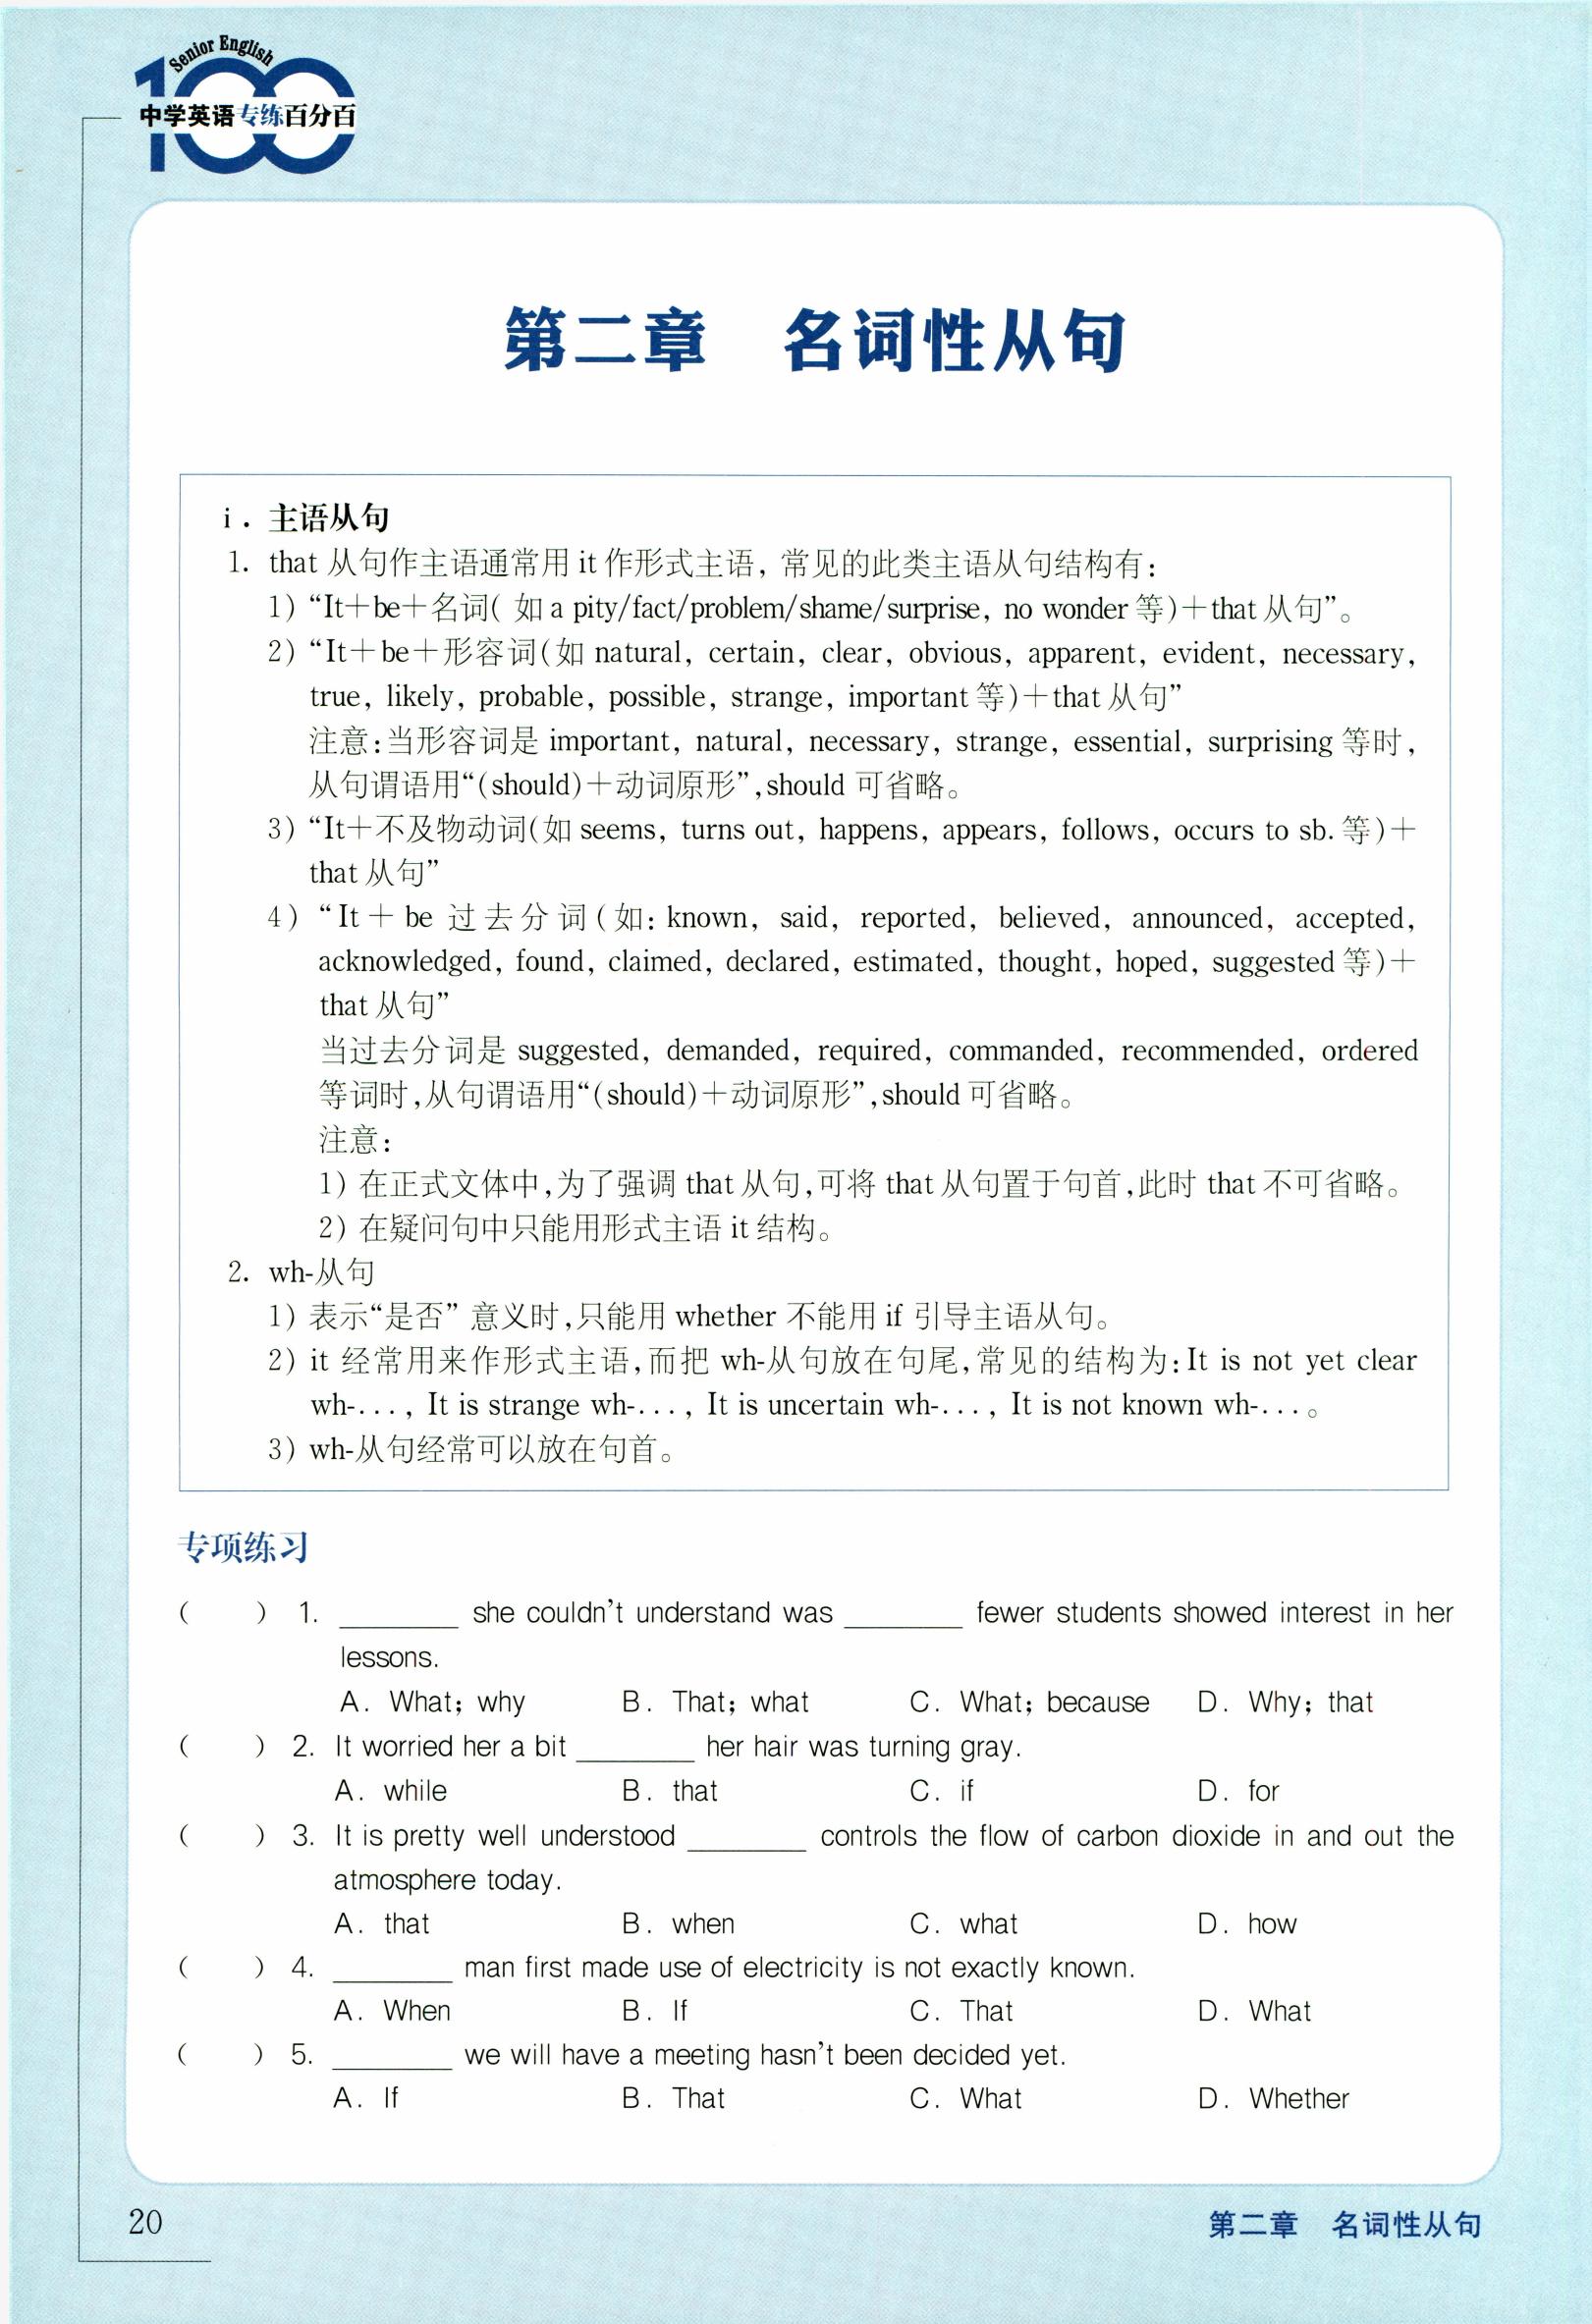 Senior English
100
中学英语专练百分百
第二章 名词性从句
i. 主语从句
1. that 从句作主语通常用 it 作形式主语, 常见的此类主语从句结构有:
1) “It+be+名词( 如 a pity/fact/problem/shame/surprise, no wonder 等)+that 从句”。
2) “It+be+形容词(如 natural, certain, clear, obvious, apparent, evident, necessary,
true, likely, probable, possible, strange, important 等)+that 从句”
注意:当形容词是 important, natural, necessary, strange, essential, surprising 等时,
从句谓语用“(should)+动词原形”,should 可省略。
3) “It+不及物动词(如 seems, turns out, happens, appears, follows, occurs to sb. 等)+
that 从句”
4) “It + be 过去分词(如: known, said, reported, believed, announced, accepted,
acknowledged, found, claimed, declared, estimated, thought, hoped, suggested 等)+
that 从句”
当过去分词是 suggested, demanded, required, commanded, recommended, ordered
等词时,从句谓语用“(should)+动词原形”,should 可省略。
注意:
1) 在正式文体中,为了强调 that 从句,可将 that 从句置于句首,此时 that 不可省略。
2) 在疑问句中只能用形式主语 it 结构。
2. wh-从句
1) 表示“是否” 意义时,只能用 whether 不能用 if 引导主语从句。
2) it 经常用来作形式主语,而把 wh-从句放在句尾,常见的结构为:It is not yet clear
wh-..., It is strange wh-..., It is uncertain wh-..., It is not known wh-...。
3) wh-从句经常可以放在句首。
专项练习
( ) 1. ________ she couldn't understand was ________ fewer students showed interest in her
lessons.
A. What; why B. That; what C. What; because D. Why; that
( ) 2. It worried her a bit ________ her hair was turning gray.
A. while B. that C. if D. for
( ) 3. It is pretty well understood ________ controls the flow of carbon dioxide in and out the
atmosphere today.
A. that B. when C. what D. how
( ) 4. ________ man first made use of electricity is not exactly known.
A. When B. If C. That D. What
( ) 5. ________ we will have a meeting hasn't been decided yet.
A. If B. That C. What D. Whether
20
第二章 名词性从句